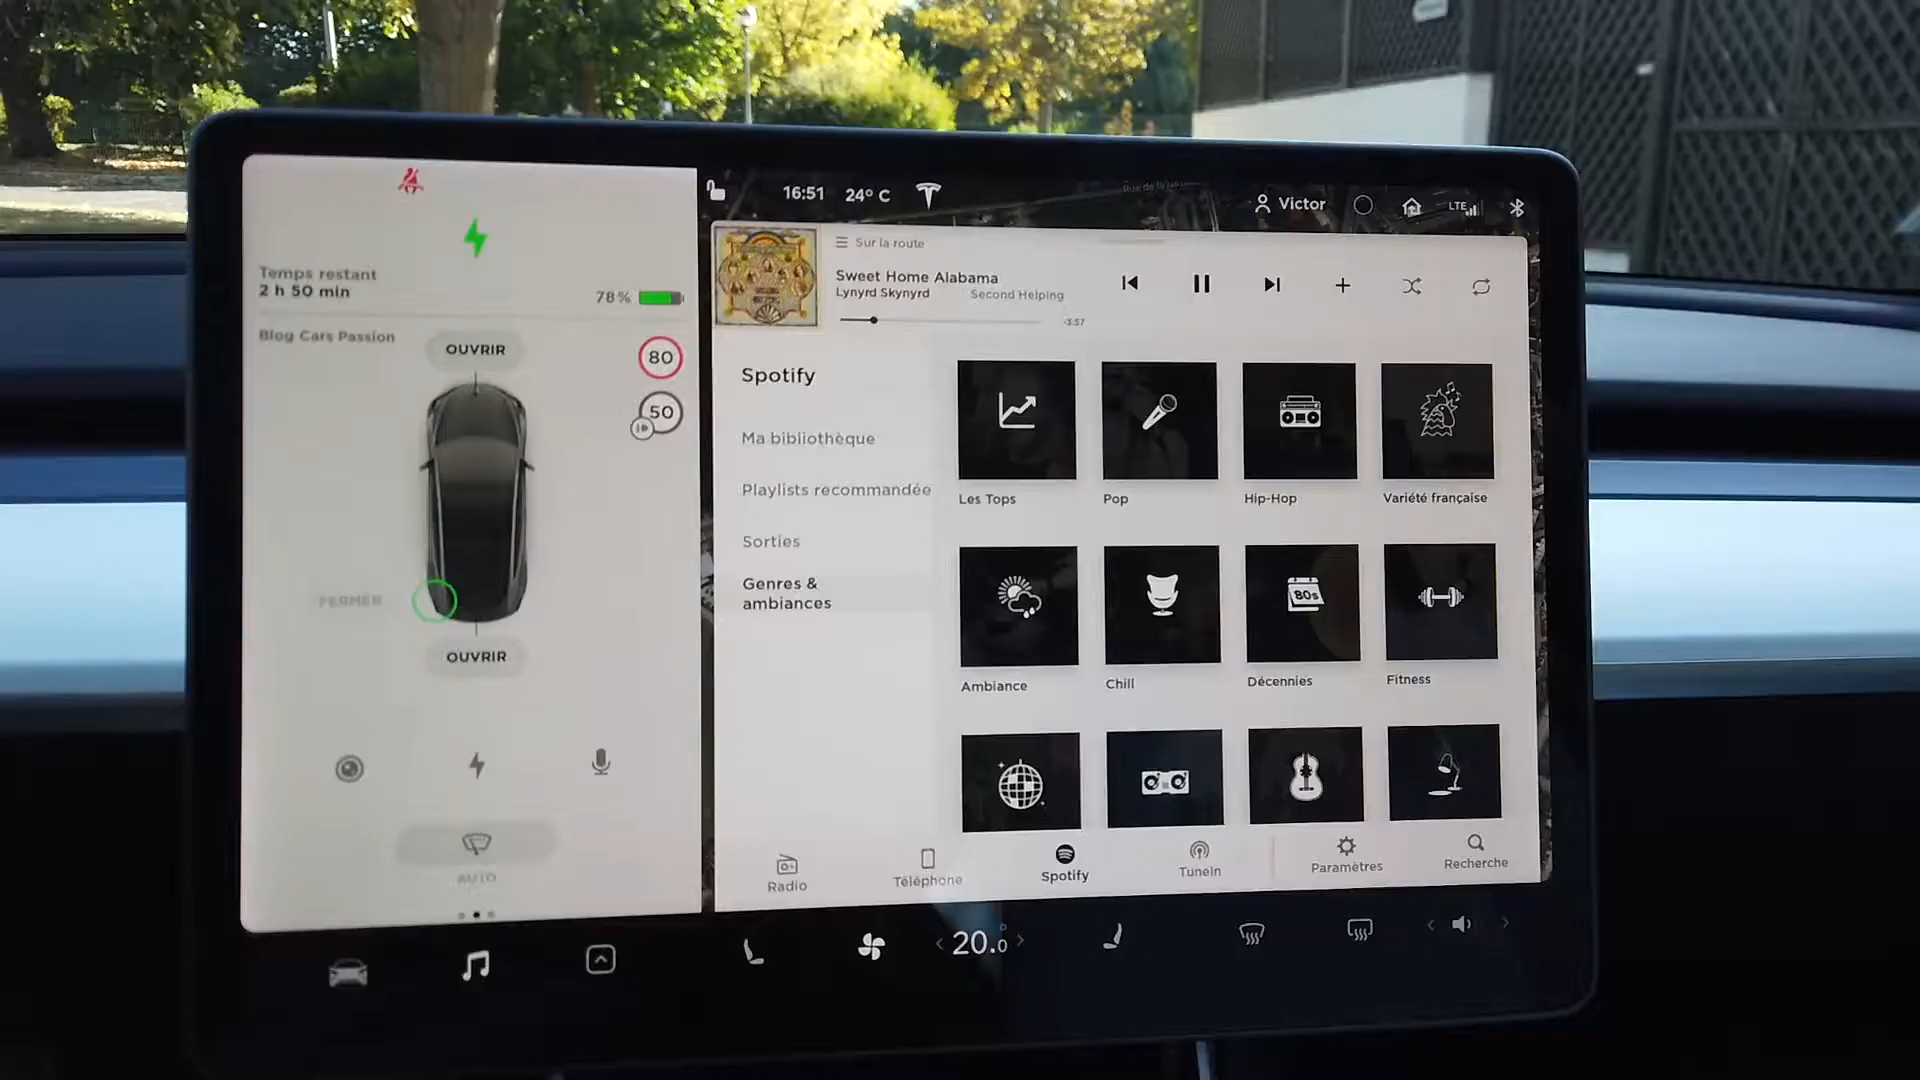 Temps restant
2 h 50 min
78%
Blog Cars Passion
OUVRIR
80
50
FERMER
OUVRIR
AUTO
16:51 24° C
Victor
LTE
Sur la route
Sweet Home Alabama
Lynyrd Skynyrd Second Helping
-3:57
Spotify
Ma bibliothèque
Playlists recommandée
Sorties
Genres &
ambiances
Les Tops
Pop
Hip-Hop
Variété française
80s
Ambiance
Chill
Décennies
Fitness
Radio
Téléphone
Spotify
TuneIn
Paramètres
Recherche
20.0